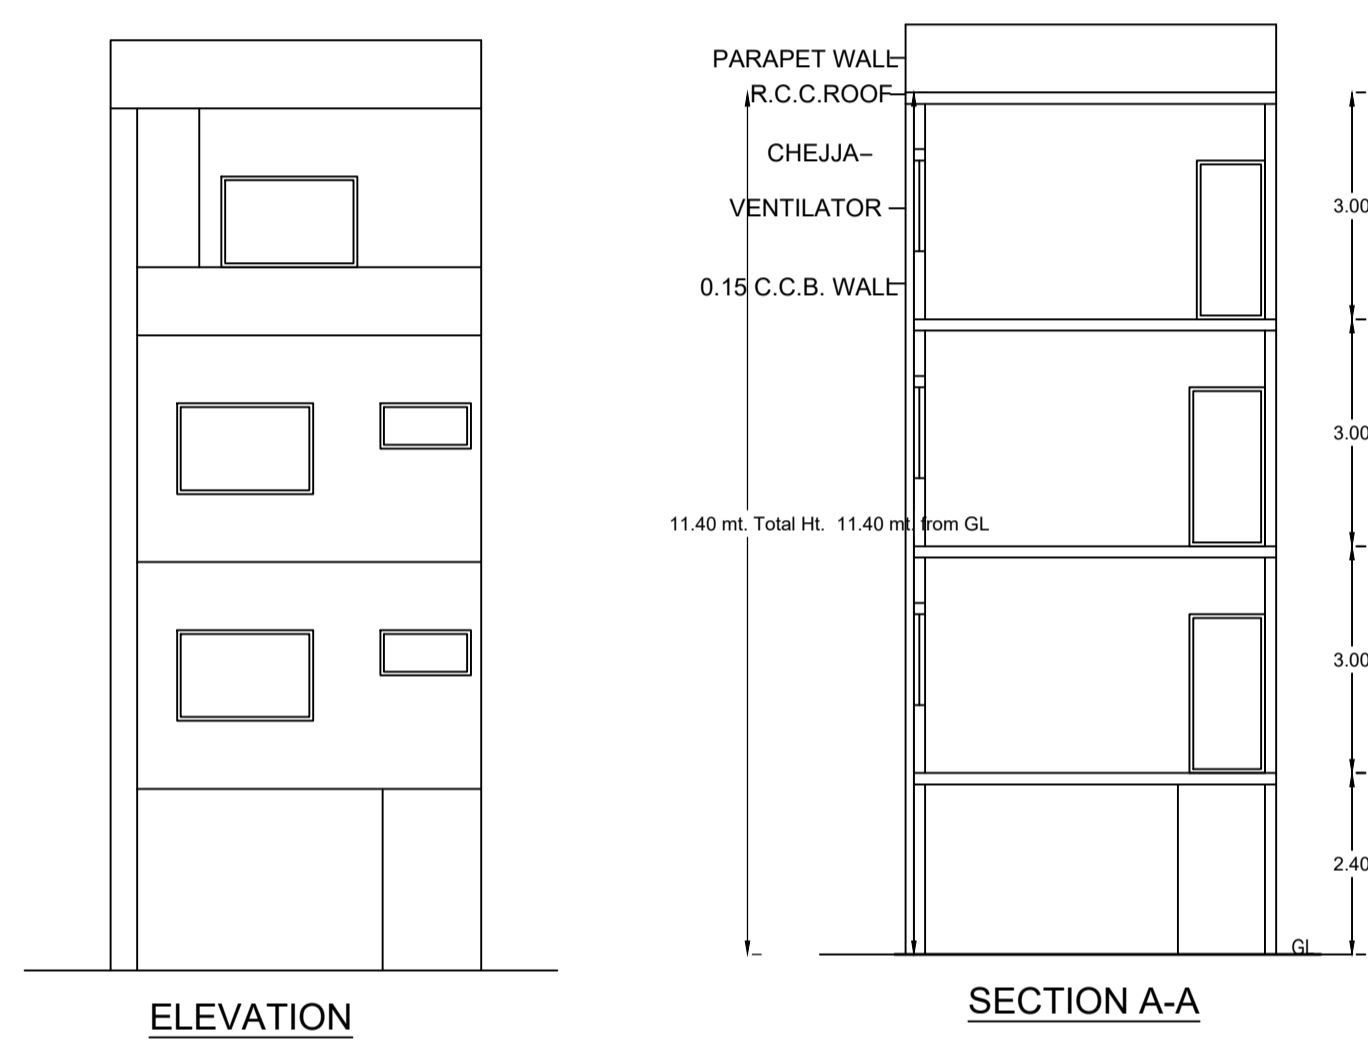 PARAPET WALL
R.C.C.ROOF
CHEJJA
VENTILATOR
0.15 C.C.B. WALL
11.40 mt. Total Ht. 11.40 mt. from GL
3.00
3.00
3.00
2.40
GL
ELEVATION
SECTION A-A